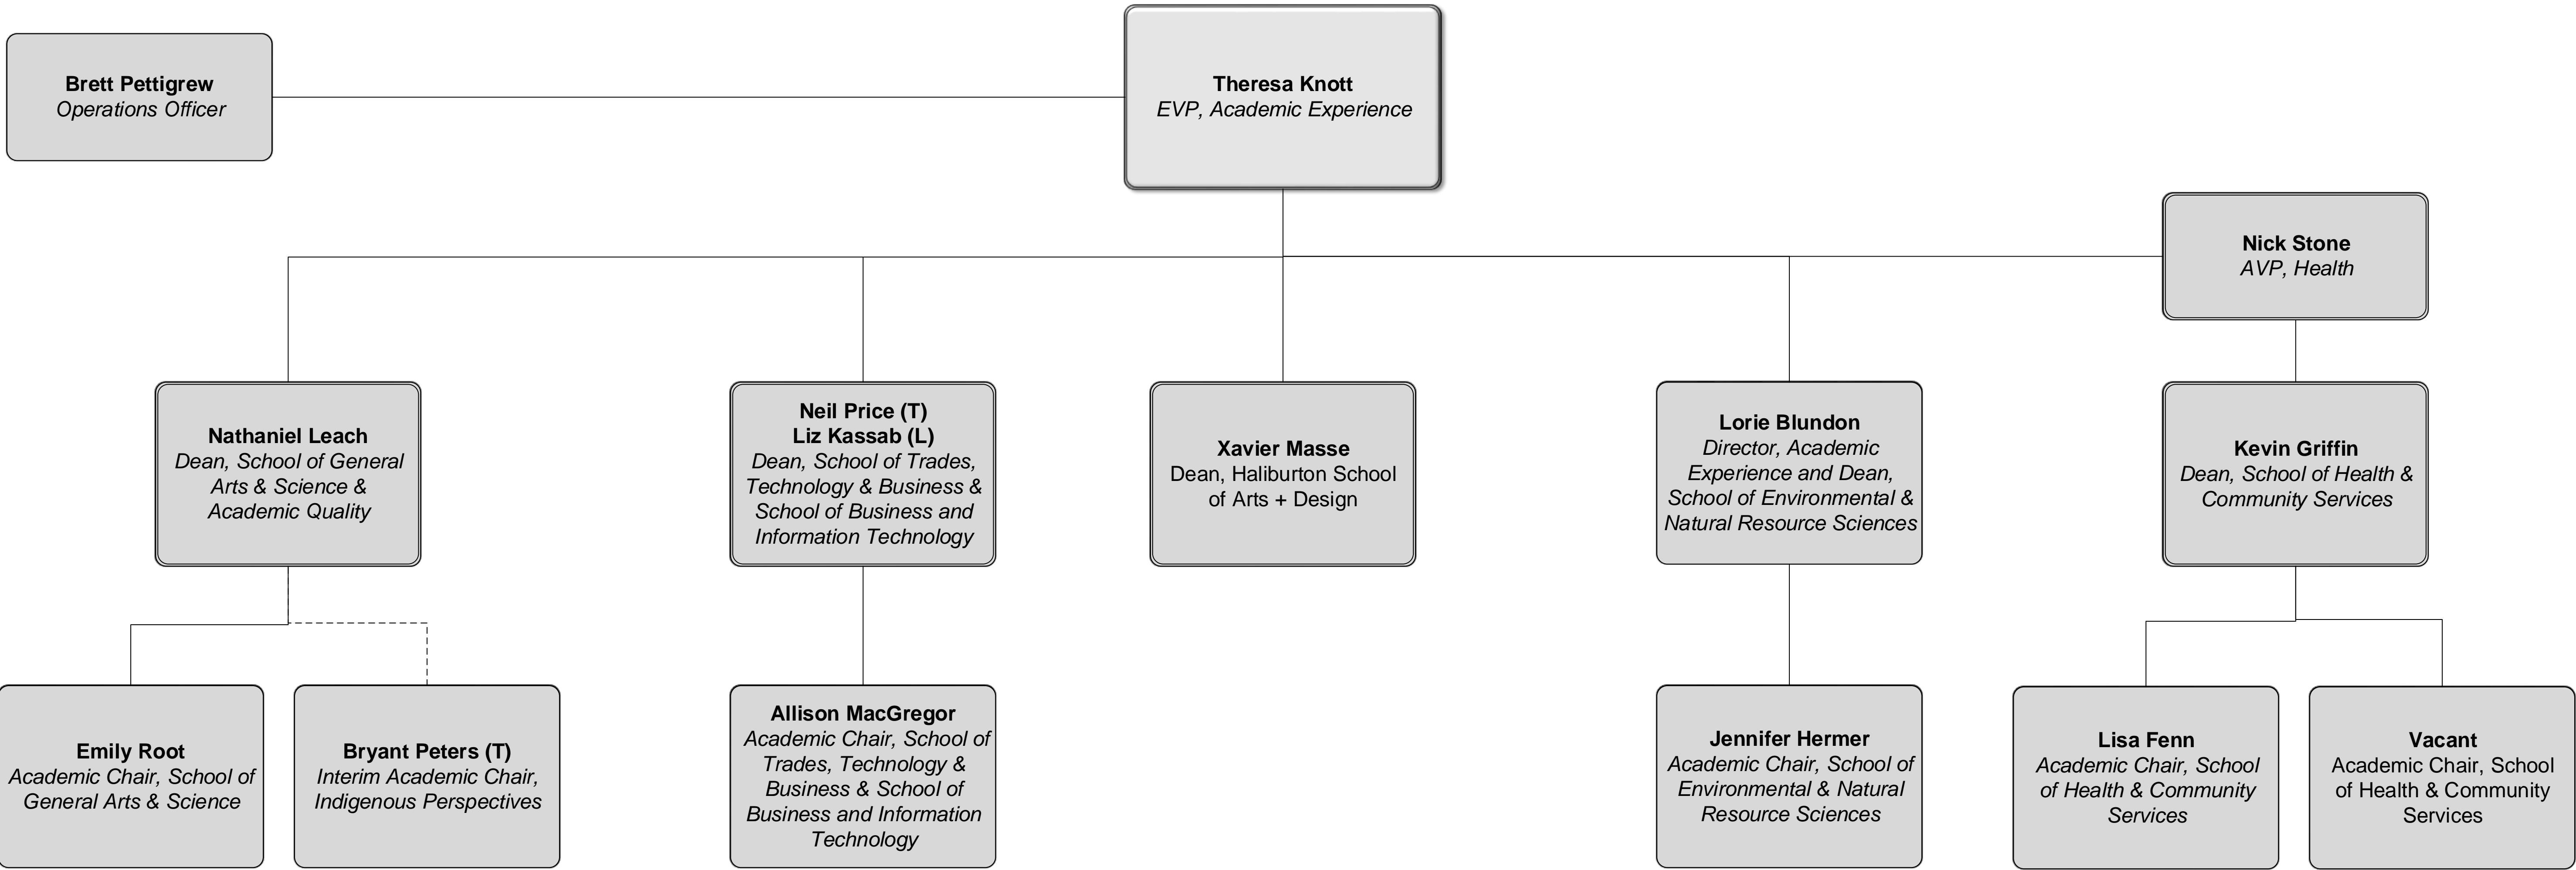 Brett Pettigrew
Operations Officer
Theresa Knott
EVP, Academic Experience
Nick Stone
AVP, Health
Nathaniel Leach
Dean, School of General
Arts & Science &
Academic Quality
Neil Price (T)
Liz Kassab (L)
Dean, School of Trades,
Technology & Business &
School of Business and
Information Technology
Xavier Masse
Dean, Haliburton School
of Arts + Design
Lorie Blundon
Director, Academic
Experience and Dean,
School of Environmental &
Natural Resource Sciences
Kevin Griffin
Dean, School of Health &
Community Services
Emily Root
Academic Chair, School of
General Arts & Science
Bryant Peters (T)
Interim Academic Chair,
Indigenous Perspectives
Allison MacGregor
Academic Chair, School of
Trades, Technology &
Business & School of
Business and Information
Technology
Jennifer Hermer
Academic Chair, School of
Environmental & Natural
Resource Sciences
Lisa Fenn
Academic Chair, School
of Health & Community
Services
Vacant
Academic Chair, School
of Health & Community
Services